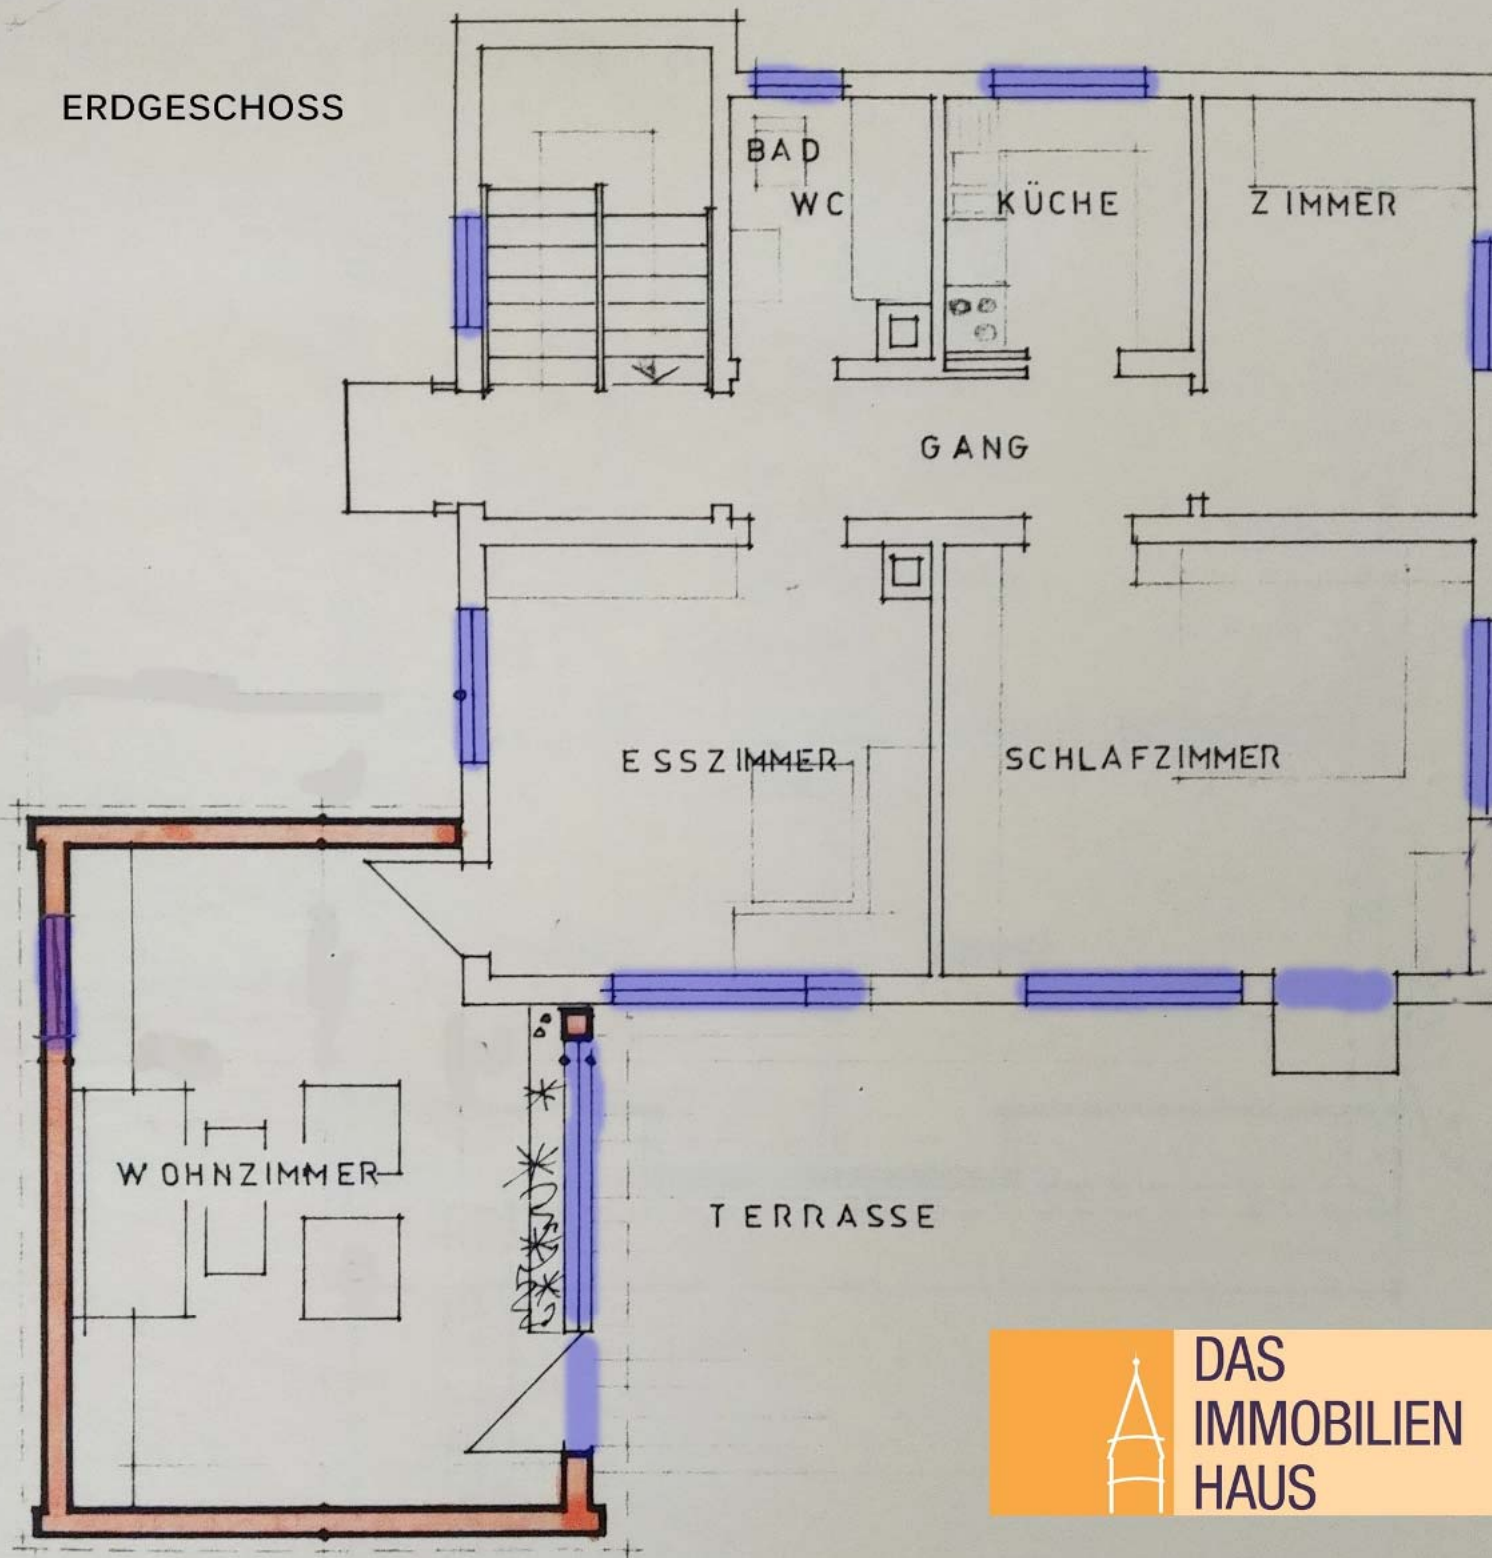 ERDGESCHOSS
BAD
WC
KÜCHE
ZIMMER
GANG
ESSZIMMER
SCHLAFZIMMER
WOHNZIMMER
TERRASSE
DAS
IMMOBILIEN
HAUS